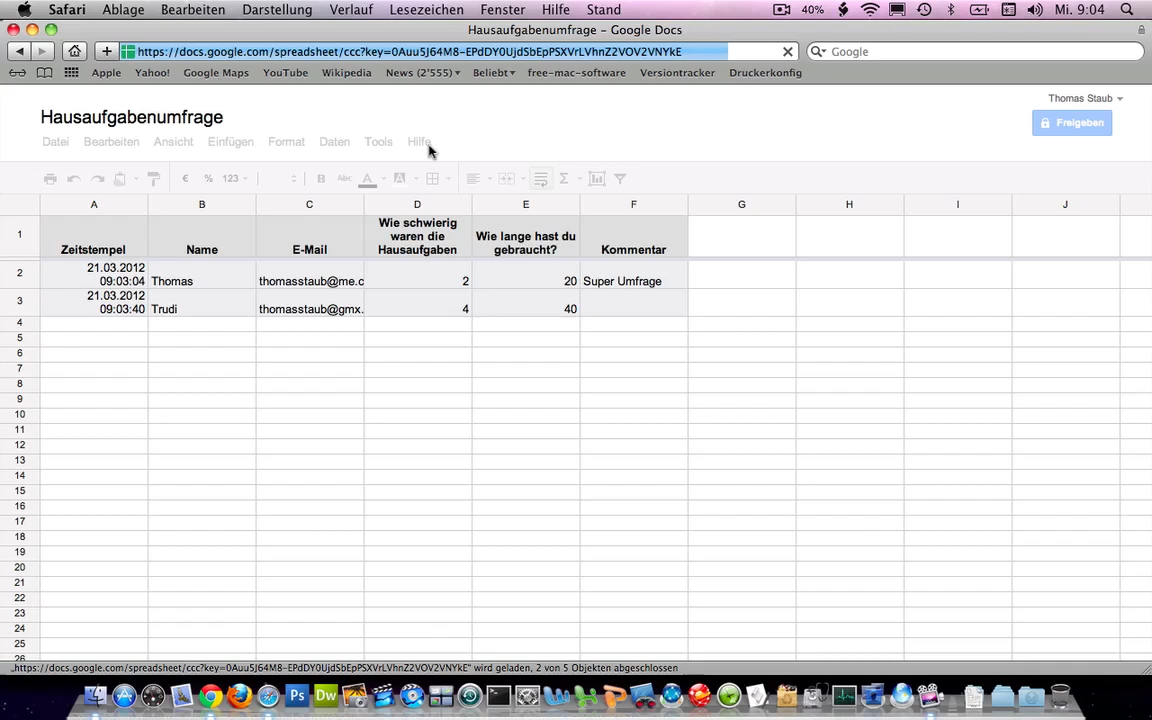 Safari Ablage Bearbeiten Darstellung Verlauf Lesezeichen Fenster Hilfe Stand 40% Mi. 9:04
Hausaufgabenumfrage – Google Docs
https://docs.google.com/spreadsheet/ccc?key=0Auu5J64M8-EPdDY0UjdSbEpPSXVrLVhnZ2VOV2VNYkE Google
Apple Yahoo! Google Maps YouTube Wikipedia News (2'555) Beliebt free-mac-software Versiontracker Druckerkonfig
Thomas Staub
Hausaufgabenumfrage
Freigeben
Datei Bearbeiten Ansicht Einfügen Format Daten Tools Hilfe
€ % 123 B Abc A A Σ
A B C D E F G H I J
1 Zeitstempel Name E-Mail Wie schwierig waren die Hausaufgaben Wie lange hast du gebraucht? Kommentar
2 21.03.2012 09:03:04 Thomas thomasstaub@me.c 2 20 Super Umfrage
3 21.03.2012 09:03:40 Trudi thomasstaub@gmx. 4 40
4
5
6
7
8
9
10
11
12
13
14
15
16
17
18
19
20
21
22
23
24
25
26
„https://docs.google.com/spreadsheet/ccc?key=0Auu5J64M8-EPdDY0UjdSbEpPSXVrLVhnZ2VOV2VNYkE" wird geladen, 2 von 5 Objekten abgeschlossen
Ps Dw